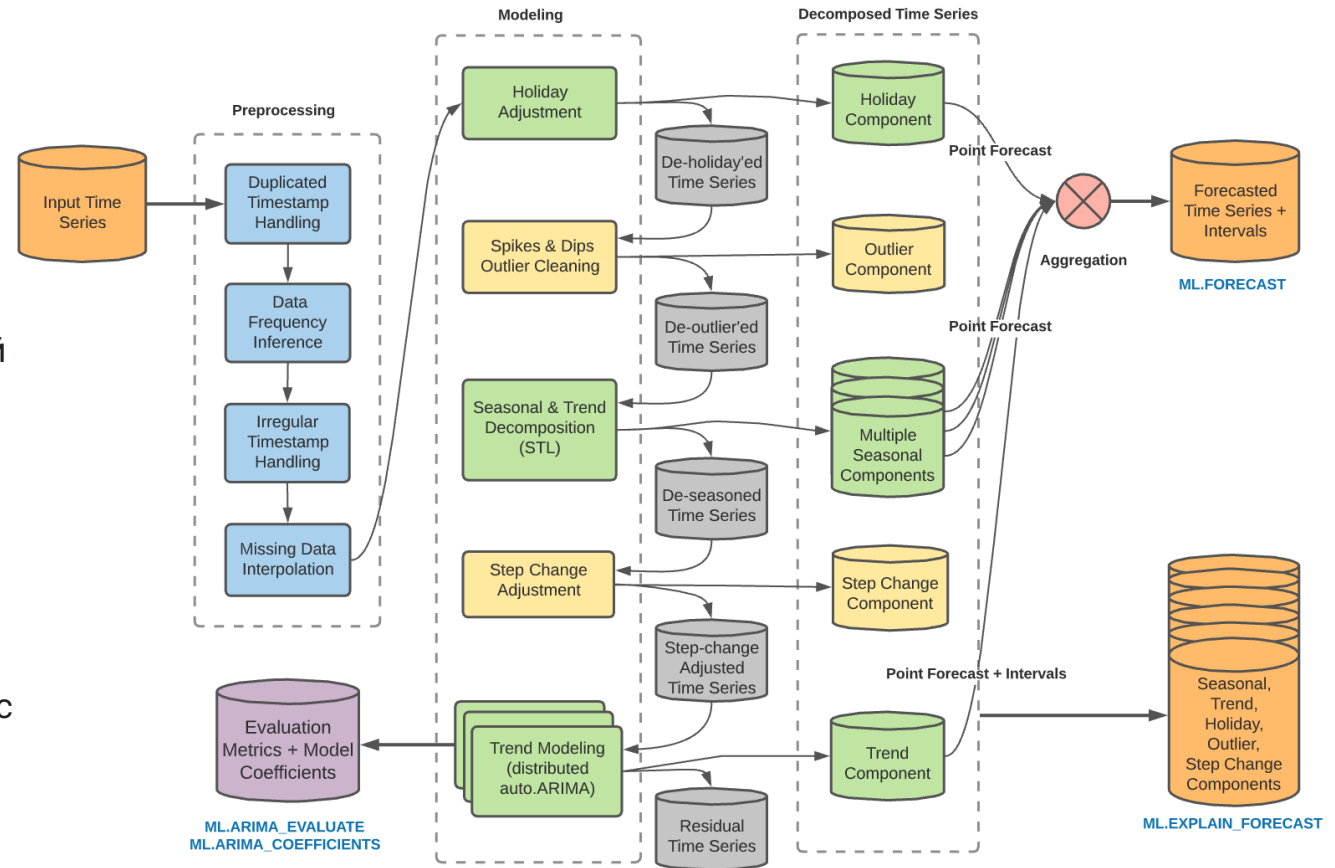 Modeling
Decomposed Time Series
Preprocessing
Input Time
Series
Duplicated
Timestamp
Handling
Data
Frequency
Inference
Irregular
Timestamp
Handling
Missing Data
Interpolation
Holiday
Adjustment
De-holiday'ed
Time Series
Spikes & Dips
Outlier Cleaning
De-outlier'ed
Time Series
Seasonal & Trend
Decomposition
(STL)
De-seasoned
Time Series
Step Change
Adjustment
Step-change
Adjusted
Time Series
Trend Modeling
(distributed
auto.ARIMA)
Residual
Time Series
Holiday
Component
Outlier
Component
Multiple
Seasonal
Components
Step Change
Component
Trend
Component
Point Forecast
Point Forecast
Point Forecast + Intervals
Aggregation
Forecasted
Time Series +
Intervals
ML.FORECAST
Seasonal,
Trend,
Holiday,
Outlier,
Step Change
Components
ML.EXPLAIN_FORECAST
Evaluation
Metrics + Model
Coefficients
ML.ARIMA_EVALUATE
ML.ARIMA_COEFFICIENTS
й
с